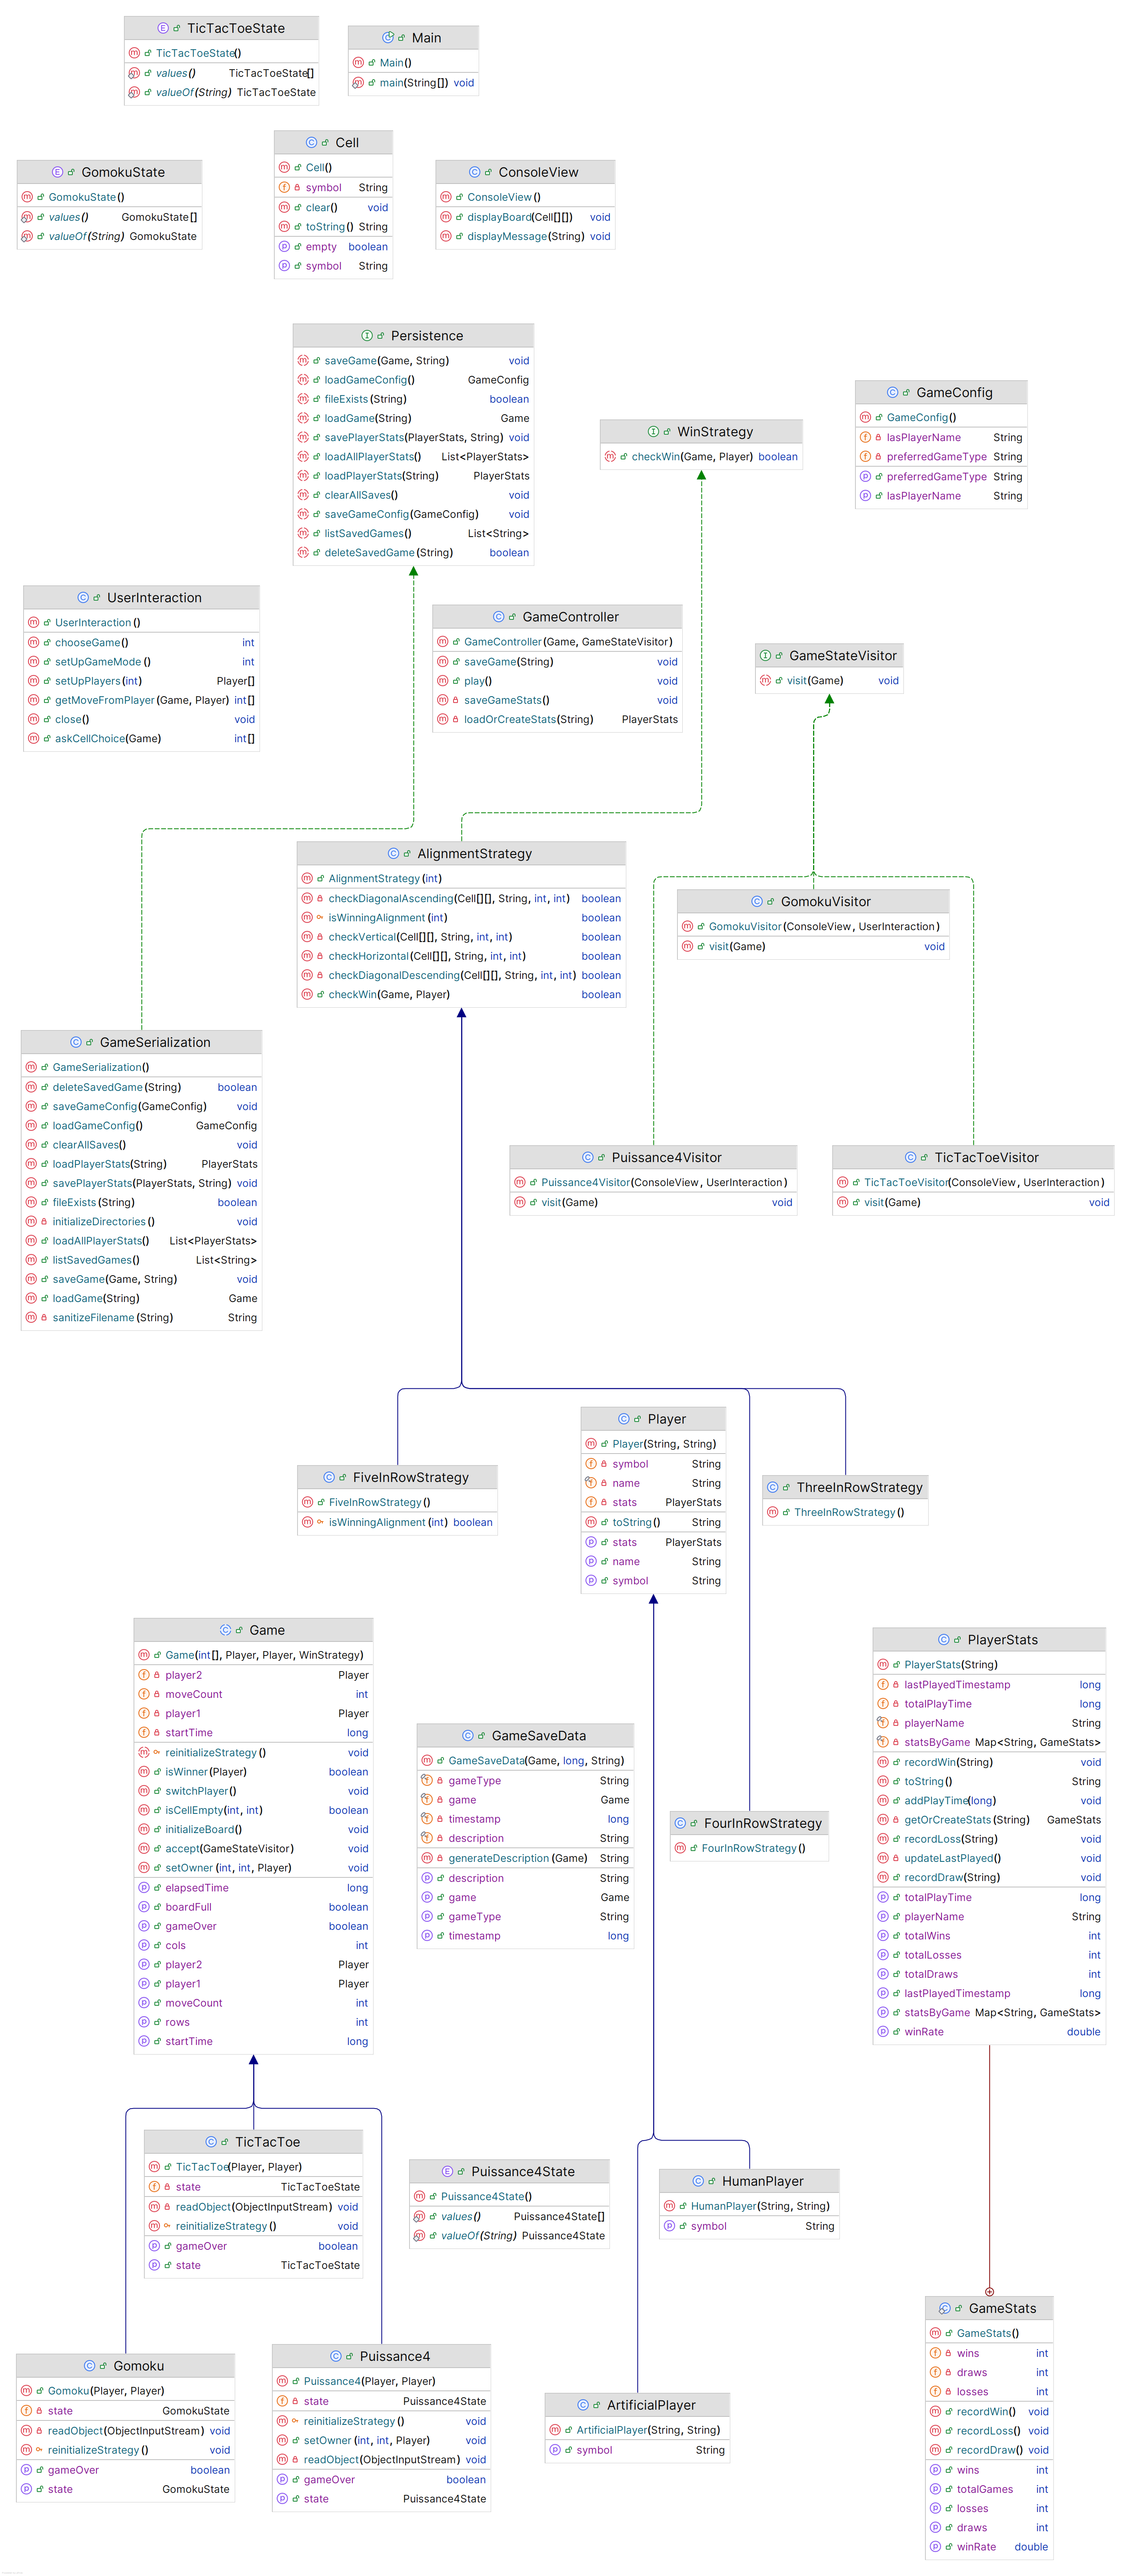 TicTacToeState
TicTacToeState()
values() TicTacToeState[]
valueOf(String) TicTacToeState
Main
Main()
main(String[]) void
Cell
Cell()
symbol String
clear() void
toString() String
empty boolean
symbol String
GomokuState
GomokuState()
values() GomokuState[]
valueOf(String) GomokuState
ConsoleView
ConsoleView()
displayBoard(Cell[][]) void
displayMessage(String) void
Persistence
saveGame(Game, String) void
loadGameConfig() GameConfig
fileExists(String) boolean
loadGame(String) Game
savePlayerStats(PlayerStats, String) void
loadAllPlayerStats() List<PlayerStats>
loadPlayerStats(String) PlayerStats
clearAllSaves() void
saveGameConfig(GameConfig) void
listSavedGames() List<String>
deleteSavedGame(String) boolean
WinStrategy
checkWin(Game, Player) boolean
GameConfig
GameConfig()
lasPlayerName String
preferredGameType String
preferredGameType String
lasPlayerName String
UserInteraction
UserInteraction()
chooseGame() int
setUpGameMode() int
setUpPlayers(int) Player[]
getMoveFromPlayer(Game, Player) int[]
close() void
askCellChoice(Game) int[]
GameController
GameController(Game, GameStateVisitor)
saveGame(String) void
play() void
saveGameStats() void
loadOrCreateStats(String) PlayerStats
GameStateVisitor
visit(Game) void
AlignmentStrategy
AlignmentStrategy(int)
checkDiagonalAscending(Cell[][], String, int, int) boolean
isWinningAlignment(int) boolean
checkVertical(Cell[][], String, int, int) boolean
checkHorizontal(Cell[][], String, int, int) boolean
checkDiagonalDescending(Cell[][], String, int, int) boolean
checkWin(Game, Player) boolean
GomokuVisitor
GomokuVisitor(ConsoleView, UserInteraction)
visit(Game) void
GameSerialization
GameSerialization()
deleteSavedGame(String) boolean
saveGameConfig(GameConfig) void
loadGameConfig() GameConfig
clearAllSaves() void
loadPlayerStats(String) PlayerStats
savePlayerStats(PlayerStats, String) void
fileExists(String) boolean
initializeDirectories() void
loadAllPlayerStats() List<PlayerStats>
listSavedGames() List<String>
saveGame(Game, String) void
loadGame(String) Game
sanitizeFilename(String) String
Puissance4Visitor
Puissance4Visitor(ConsoleView, UserInteraction)
visit(Game) void
TicTacToeVisitor
TicTacToeVisitor(ConsoleView, UserInteraction)
visit(Game) void
FiveInRowStrategy
FiveInRowStrategy()
isWinningAlignment(int) boolean
Player
Player(String, String)
symbol String
name String
stats PlayerStats
toString() String
stats PlayerStats
name String
symbol String
ThreeInRowStrategy
ThreeInRowStrategy()
Game
Game(int[], Player, Player, WinStrategy)
player2 Player
moveCount int
player1 Player
startTime long
reinitializeStrategy() void
isWinner(Player) boolean
switchPlayer() void
isCellEmpty(int, int) boolean
initializeBoard() void
accept(GameStateVisitor) void
setOwner(int, int, Player) void
elapsedTime long
boardFull boolean
gameOver boolean
cols int
player2 Player
player1 Player
moveCount int
rows int
startTime long
GameSaveData
GameSaveData(Game, long, String)
gameType String
game Game
timestamp long
description String
generateDescription(Game) String
description String
game Game
gameType String
timestamp long
FourInRowStrategy
FourInRowStrategy()
PlayerStats
PlayerStats(String)
lastPlayedTimestamp long
totalPlayTime long
playerName String
statsByGame Map<String, GameStats>
recordWin(String) void
toString() String
addPlayTime(long) void
getOrCreateStats(String) GameStats
recordLoss(String) void
updateLastPlayed() void
recordDraw(String) void
totalPlayTime long
playerName String
totalWins int
totalLosses int
totalDraws int
lastPlayedTimestamp long
statsByGame Map<String, GameStats>
winRate double
TicTacToe
TicTacToe(Player, Player)
state TicTacToeState
readObject(ObjectInputStream) void
reinitializeStrategy() void
gameOver boolean
state TicTacToeState
Puissance4State
Puissance4State()
values() Puissance4State[]
valueOf(String) Puissance4State
HumanPlayer
HumanPlayer(String, String)
symbol String
Gomoku
Gomoku(Player, Player)
state GomokuState
readObject(ObjectInputStream) void
reinitializeStrategy() void
gameOver boolean
state GomokuState
Puissance4
Puissance4(Player, Player)
state Puissance4State
reinitializeStrategy() void
setOwner(int, int, Player) void
readObject(ObjectInputStream) void
gameOver boolean
state Puissance4State
ArtificialPlayer
ArtificialPlayer(String, String)
symbol String
GameStats
GameStats()
wins int
draws int
losses int
recordWin() void
recordLoss() void
recordDraw() void
wins int
totalGames int
losses int
draws int
winRate double